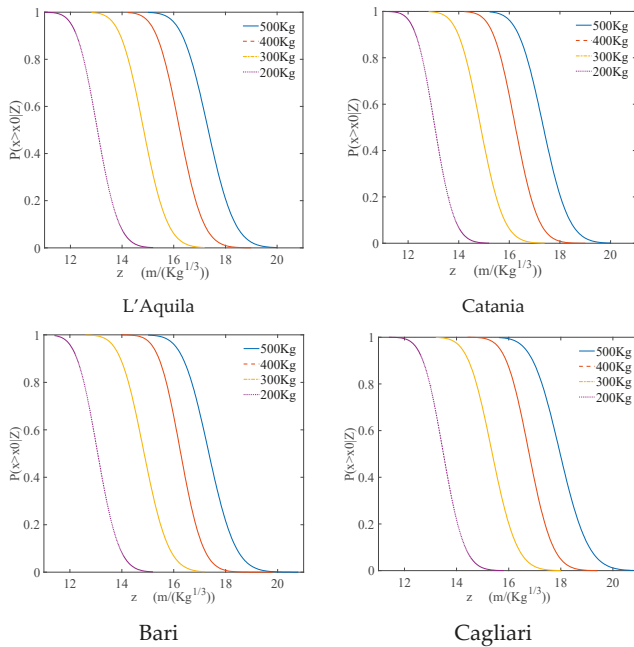 1
0.8
0.6
0.4
0.2
0
P(x>x0|Z)
500Kg
400Kg
300Kg
200Kg
12 14 16 18 20
z (m/(Kg^1/3))
L'Aquila
1
0.8
0.6
0.4
0.2
0
P(x>x0|Z)
500Kg
400Kg
300Kg
200Kg
12 14 16 18 20
z (m/(Kg^1/3))
Catania
1
0.8
0.6
0.4
0.2
0
P(x>x0|Z)
500Kg
400Kg
300Kg
200Kg
12 14 16 18 20
z (m/(Kg^1/3))
Bari
1
0.8
0.6
0.4
0.2
0
P(x>x0|Z)
500Kg
400Kg
300Kg
200Kg
12 14 16 18 20
z (m/(Kg^1/3))
Cagliari